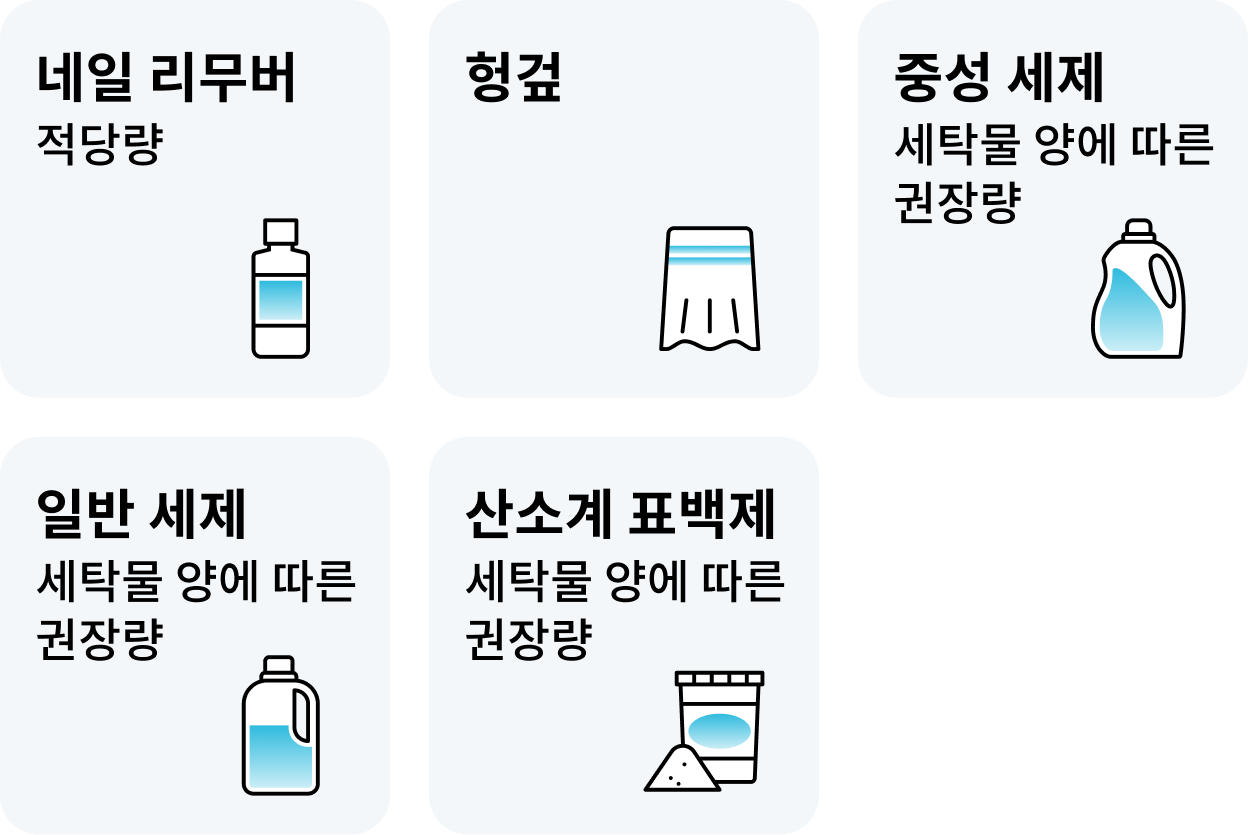 네일 리무버
적당량
헝겊
중성 세제
세탁물 양에 따른
권장량
일반 세제
세탁물 양에 따른
권장량
산소계 표백제
세탁물 양에 따른
권장량